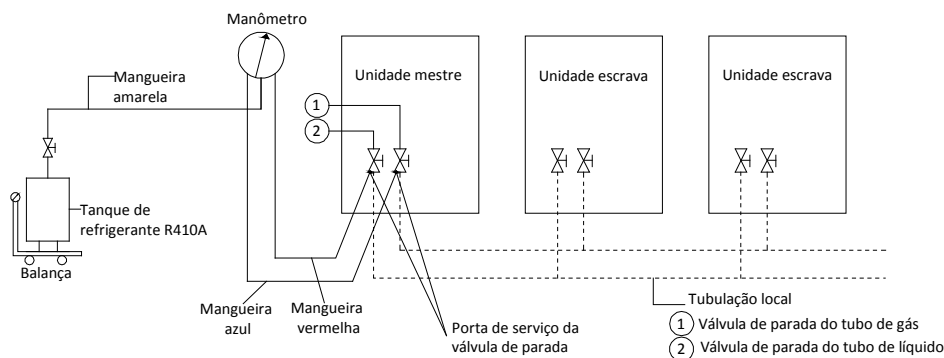 Manômetro
Mangueira
amarela
Unidade mestre
Unidade escrava
Unidade escrava
1
2
Tanque de
refrigerante R410A
Balança
Mangueira
azul
Mangueira
vermelha
Porta de serviço da
válvula de parada
Tubulação local
1 Válvula de parada do tubo de gás
2 Válvula de parada do tubo de líquido